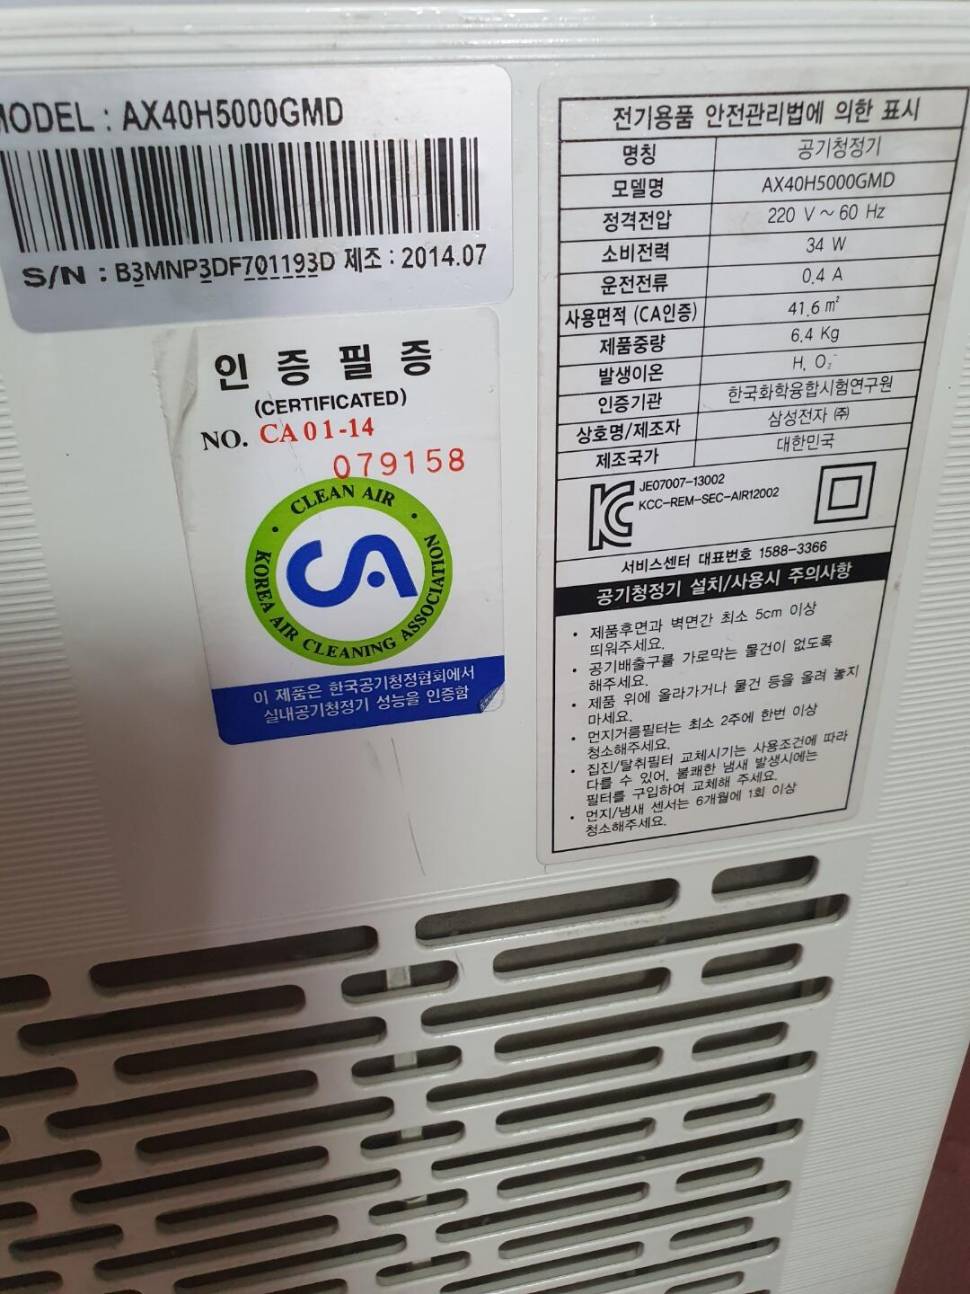 MODEL : AX40H5000GMD
S/N : B3MNP3DF701193D 제조 : 2014.07
인 증 필 증
(CERTIFICATED)
NO. CA 01-14
079158
CLEAN AIR
KOREA AIR CLEANING ASSOCIATION
CA
이 제품은 한국공기청정협회에서
실내공기청정기 성능을 인증함
전기용품 안전관리법에 의한 표시
명칭 공기청정기
모델명 AX40H5000GMD
정격전압 220 V ~ 60 Hz
소비전력 34 W
운전전류 0.4 A
사용면적 (CA인증) 41.6 ㎡
제품중량 6.4 Kg
발생이온 H, O₂⁻
인증기관 한국화학융합시험연구원
상호명/제조자 삼성전자 ㈜
제조국가 대한민국
JE07007-13002
KCC-REM-SEC-AIR12002
서비스센터 대표번호 1588-3366
공기청정기 설치/사용시 주의사항
• 제품후면과 벽면간 최소 5cm 이상
띄워주세요.
• 공기배출구를 가로막는 물건이 없도록
해주세요.
• 제품 위에 올라가거나 물건 등을 올려 놓지
마세요.
• 먼지거름필터는 최소 2주에 한번 이상
청소해주세요.
• 집진/탈취필터 교체시기는 사용조건에 따라
다를 수 있어, 불쾌한 냄새 발생시에는
필터를 구입하여 교체해 주세요.
• 먼지/냄새 센서는 6개월에 1회 이상
청소해주세요.